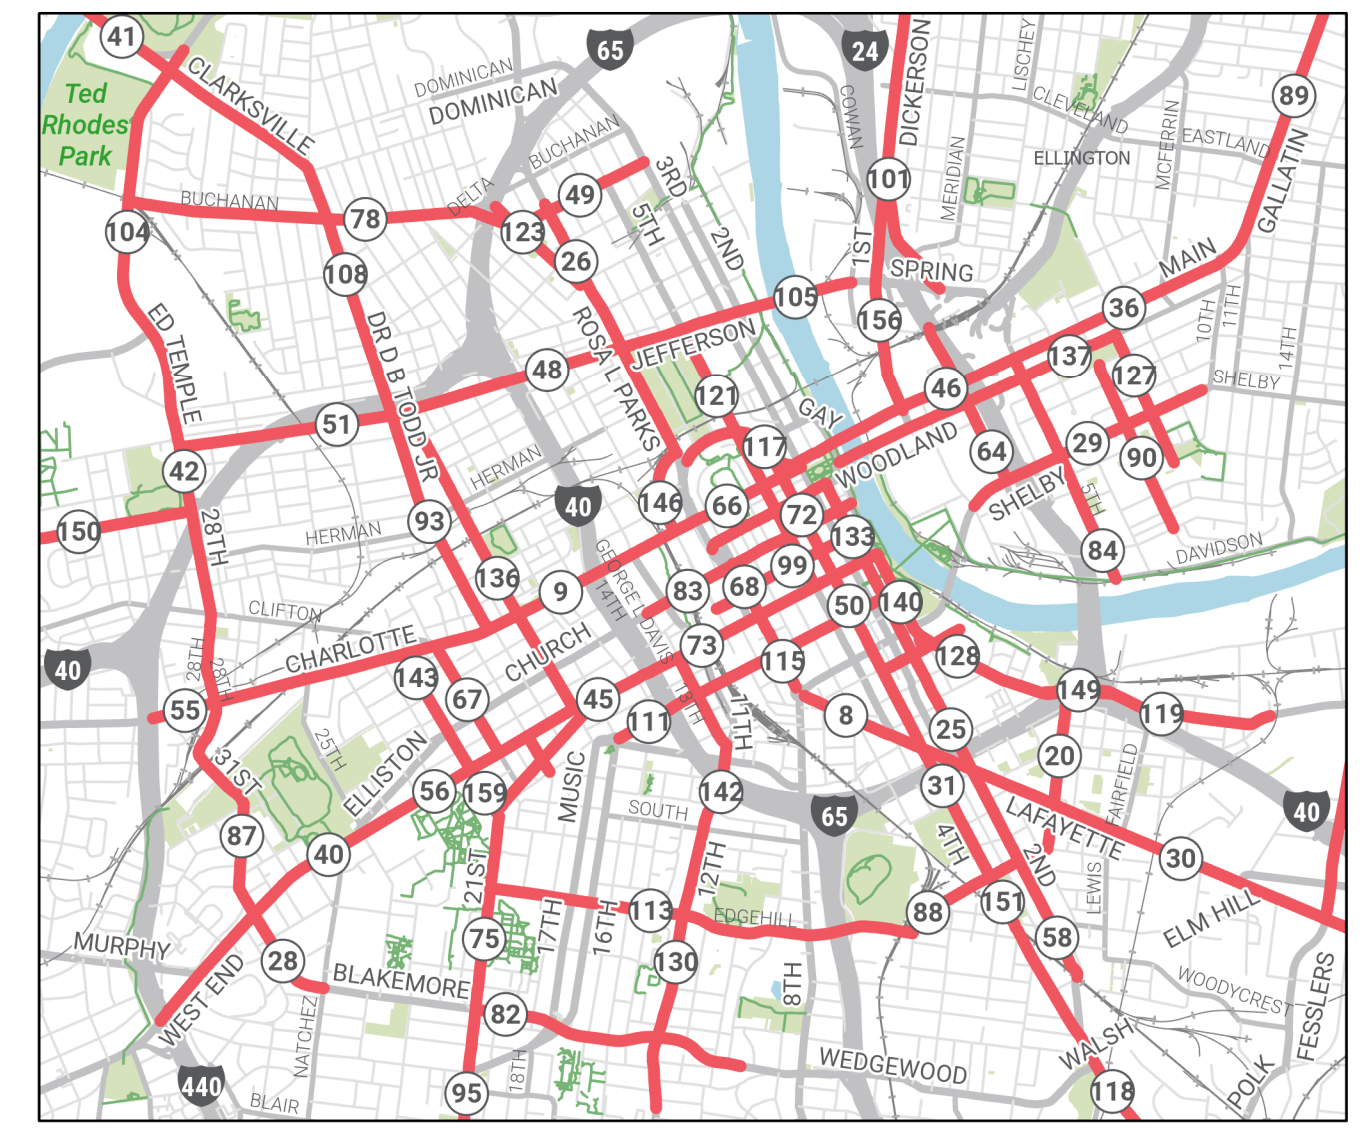 41
65
24
DICKERSON
LISCHEY
CLARKSVILLE
DOMINICAN
DOMINICAN
Ted
Rhodes
Park
COWAN
CLEVELAND
89
MCFERRIN
EASTLAND
BUCHANAN
ELLINGTON
MERIDIAN
GALLATIN
3RD
101
BUCHANAN
DELTA
49
78
104
123
5TH
2ND
26
1ST
SPRING
MAIN
108
105
36
10TH
11TH
14TH
ED TEMPLE
DR D B TODD JR
ROSA L PARKS
JEFFERSON
156
137
48
127
SHELBY
46
121
51
GAY
WOODLAND
117
64
29
90
42
HERMAN
SHELBY
5TH
40
146
66
72
150
28TH
93
HERMAN
133
84
DAVIDSON
GEORGE L DAVIS
14TH
136
9
99
83
68
50
140
CLIFTON
CHARLOTTE
CHURCH
73
115
128
40
28TH
28TH
143
67
45
13TH
11TH
149
55
111
8
119
25
25TH
31ST
ELLISTON
MUSIC
20
FAIRFIELD
56
159
142
31
65
40
SOUTH
87
40
4TH
LAFAYETTE
30
21ST
12TH
2ND
LEWIS
113
EDGEHILL
88
151
ELM HILL
17TH
16TH
75
58
MURPHY
28
130
BLAKEMORE
8TH
WOODYCREST
FESSLERS
WEST END
NATCHEZ
82
WALSH
18TH
WEDGEWOOD
POLK
440
95
118
BLAIR